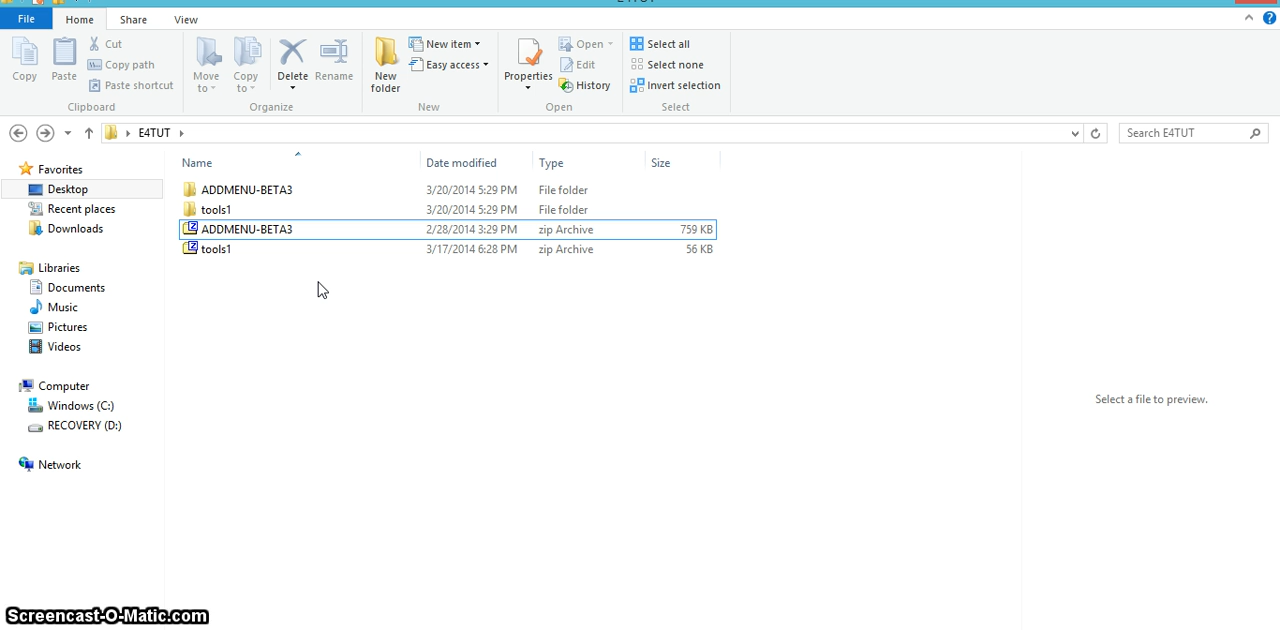 File Home Share View
Copy Paste Cut Copy path Paste shortcut Move to Copy to Delete Rename New folder New item Easy access Properties Open Edit History Select all Select none Invert selection
Clipboard Organize New Open Select
E4TUT Search E4TUT
Favorites
Desktop
Recent places
Downloads
Libraries
Documents
Music
Pictures
Videos
Computer
Windows (C:)
RECOVERY (D:)
Network
Name Date modified Type Size
ADDMENU-BETA3 3/20/2014 5:29 PM File folder
tools1 3/20/2014 5:29 PM File folder
ADDMENU-BETA3 2/28/2014 3:29 PM zip Archive 759 KB
tools1 3/17/2014 6:28 PM zip Archive 56 KB
Select a file to preview.
Screencast-O-Matic.com